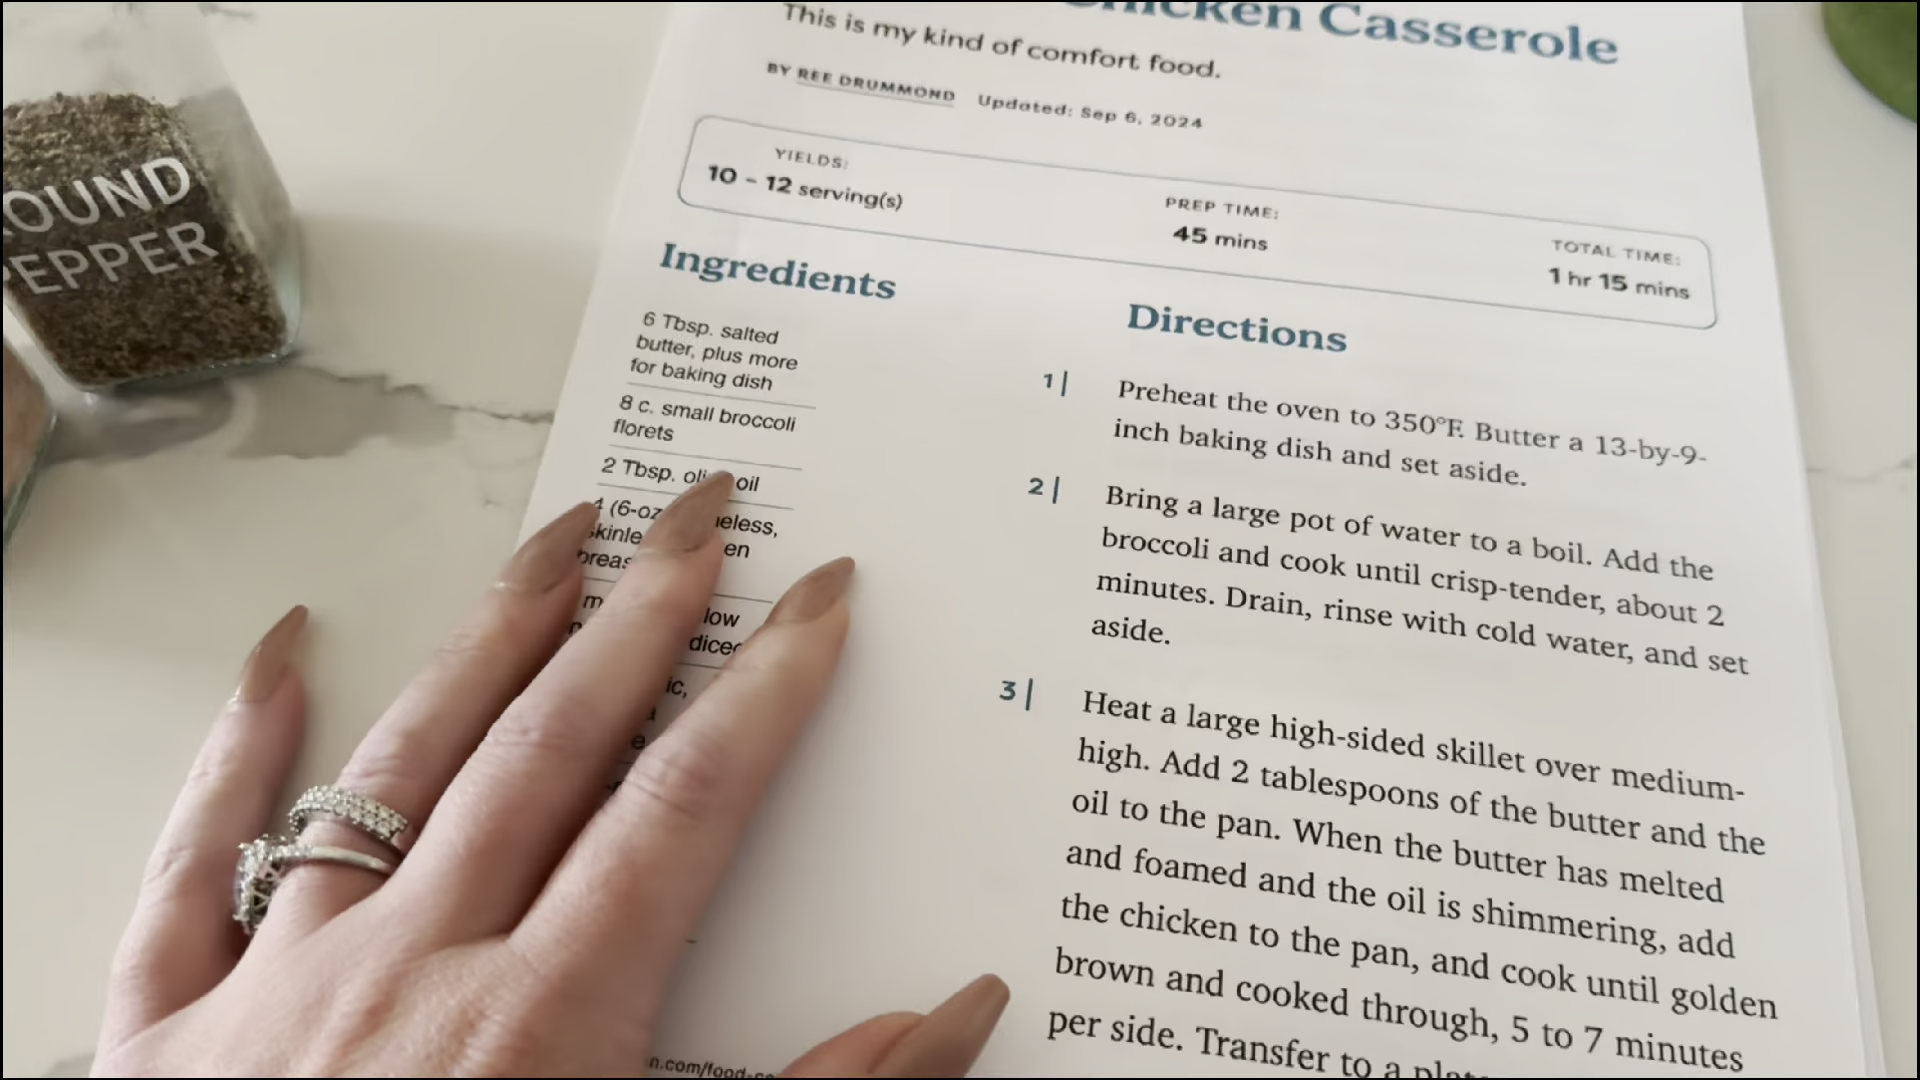 Chicken Casserole
This is my kind of comfort food.
BY REE DRUMMOND Updated: Sep 6, 2024
YIELDS:
10 - 12 serving(s)
PREP TIME:
45 mins
TOTAL TIME:
1 hr 15 mins
Ingredients
6 Tbsp. salted
butter, plus more
for baking dish
8 c. small broccoli
florets
2 Tbsp. oil
4 (6-oz
Directions
1| Preheat the oven to 350°F. Butter a 13-by-9-
inch baking dish and set aside.
2| Bring a large pot of water to a boil. Add the
broccoli and cook until crisp-tender, about 2
minutes. Drain, rinse with cold water, and set
aside.
3| Heat a large high-sided skillet over medium-
high. Add 2 tablespoons of the butter and the
oil to the pan. When the butter has melted
and foamed and the oil is shimmering, add
the chicken to the pan, and cook until golden
brown and cooked through, 5 to 7 minutes
per side. Transfer to a
OUND
PEPPER